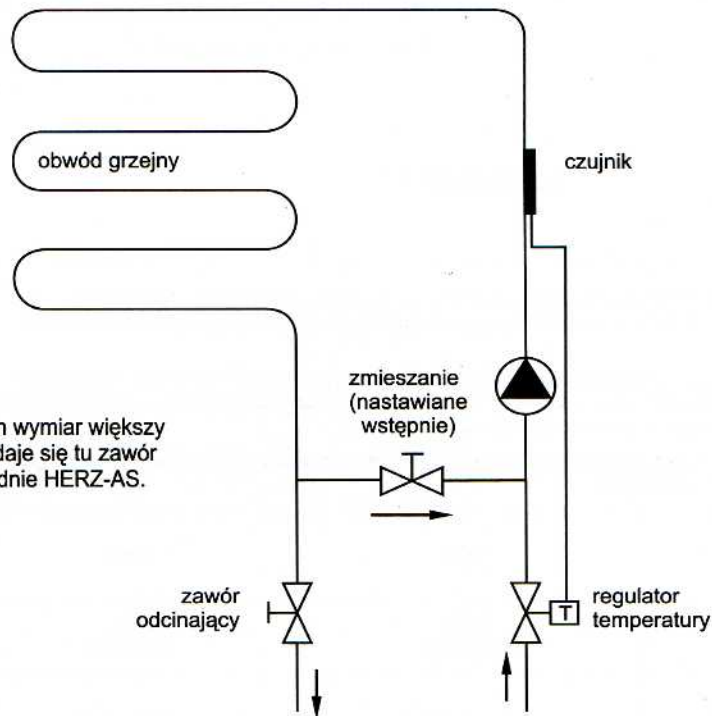 obwód grzejny
czujnik
zmieszanie
(nastawiane
wstępnie)
wymiar większy
daje się tu zawór
dnie HERZ-AS.
zawór
odcinający
T
regulator
temperatury